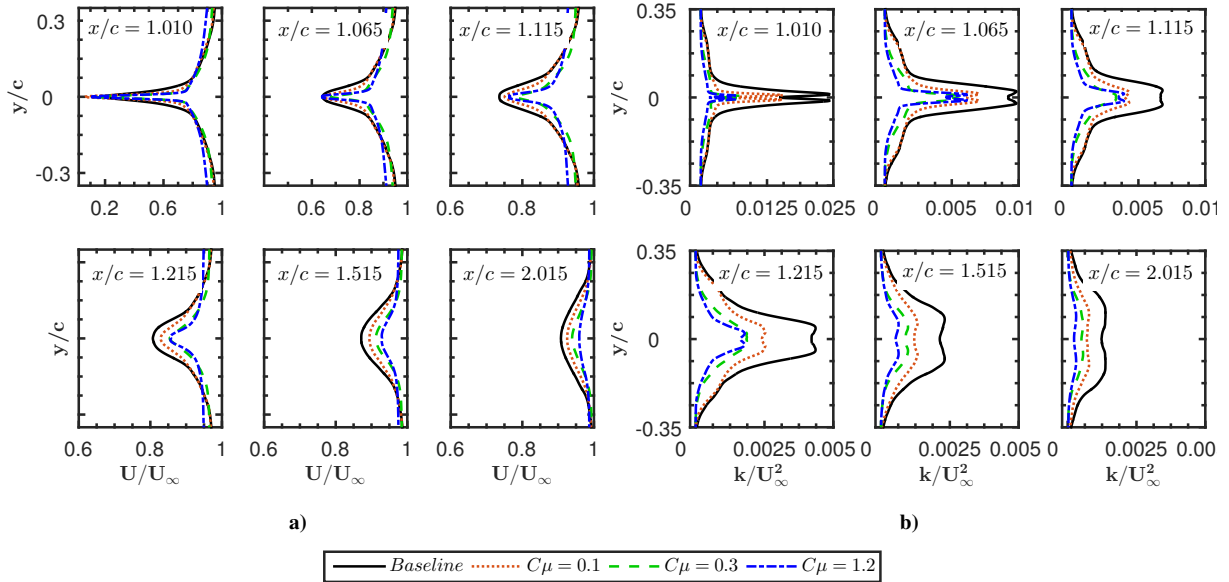 0.35
x/c = 1.010
x/c = 1.065
x/c = 1.115
y/c
0
-0.3
0.2 0.6 1
0.6 0.8 1
0.6 0.8 1
x/c = 1.215
x/c = 1.515
x/c = 2.015
y/c
0.6 0.8 1
0.6 0.8 1
0.6 0.8 1
U/U∞
U/U∞
U/U∞
a)
0.35
x/c = 1.010
x/c = 1.065
x/c = 1.115
y/c
0
-0.35
0 0.0125 0.025
0 0.005 0.01
0 0.005 0.01
0.35
x/c = 1.215
x/c = 1.515
x/c = 2.015
y/c
0
-0.35
0 0.0025 0.005
0 0.0025 0.005
0 0.0025 0.00
k/U²∞
k/U²∞
k/U²∞
b)
Baseline Cμ = 0.1 Cμ = 0.3 Cμ = 1.2